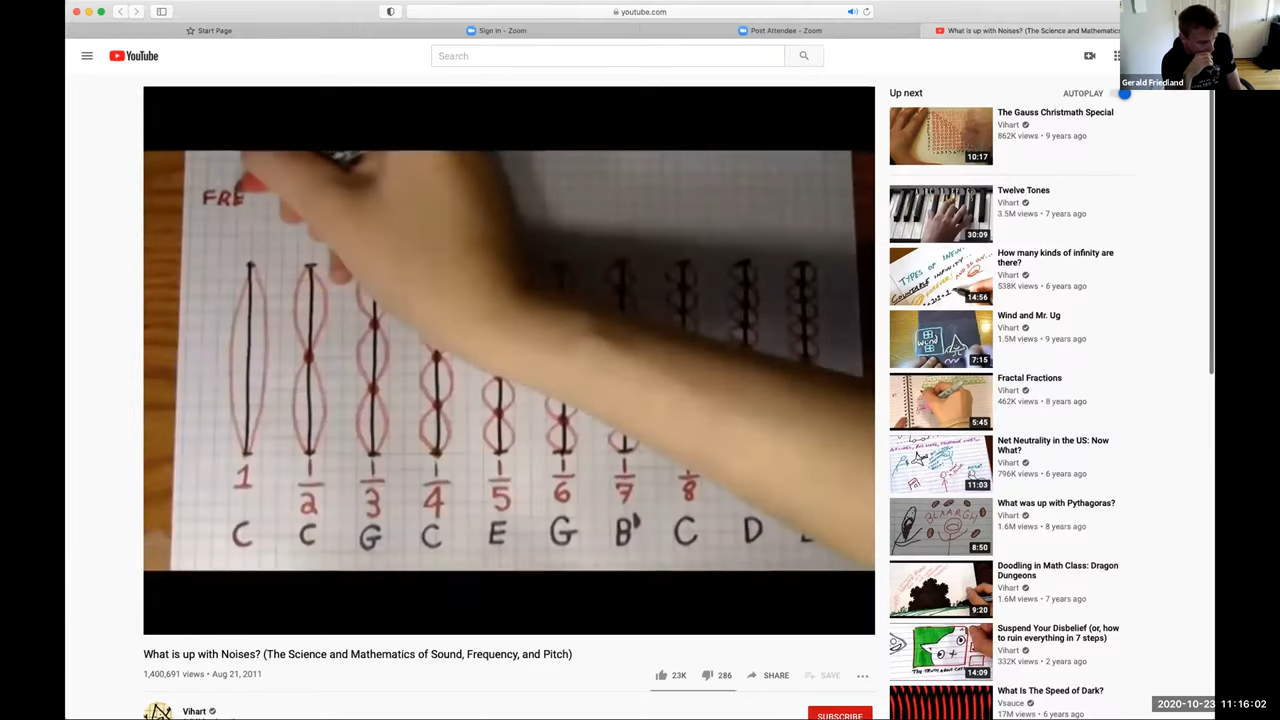 youtube.com
Start Page
Sign In - Zoom
Post Attendee - Zoom
What is up with Noises? (The Science and Mathematics
Gerald Friedland
YouTube
Search
FRE
1 1 1 1 1 1 1
2 3 4 5 6 7 8
C C G C E G B♭ C D
What is up with Noises? (The Science and Mathematics of Sound, Frequency, and Pitch)
1,400,691 views • Aug 21, 2011
23K
286
SHARE
SAVE
Vihart
SUBSCRIBE
Up next
AUTOPLAY
The Gauss Christmath Special
Vihart
862K views • 9 years ago
10:17
Twelve Tones
Vihart
3.5M views • 7 years ago
30:09
How many kinds of infinity are
there?
Vihart
538K views • 6 years ago
14:56
Wind and Mr. Ug
Vihart
1.5M views • 9 years ago
7:15
Fractal Fractions
Vihart
462K views • 8 years ago
5:45
Net Neutrality in the US: Now
What?
Vihart
796K views • 6 years ago
11:03
What was up with Pythagoras?
Vihart
1.6M views • 8 years ago
8:50
Doodling in Math Class: Dragon
Dungeons
Vihart
1.6M views • 7 years ago
9:20
Suspend Your Disbelief (or, how
to ruin everything in 7 steps)
Vihart
332K views • 2 years ago
14:09
What Is The Speed of Dark?
Vsauce
17M views • 6 years ago
2020-10-23 11:16:02